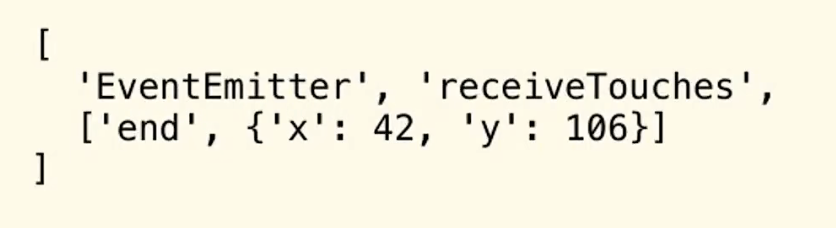 [
'EventEmitter', 'receiveTouches',
['end', {'x': 42, 'y': 106}]
]